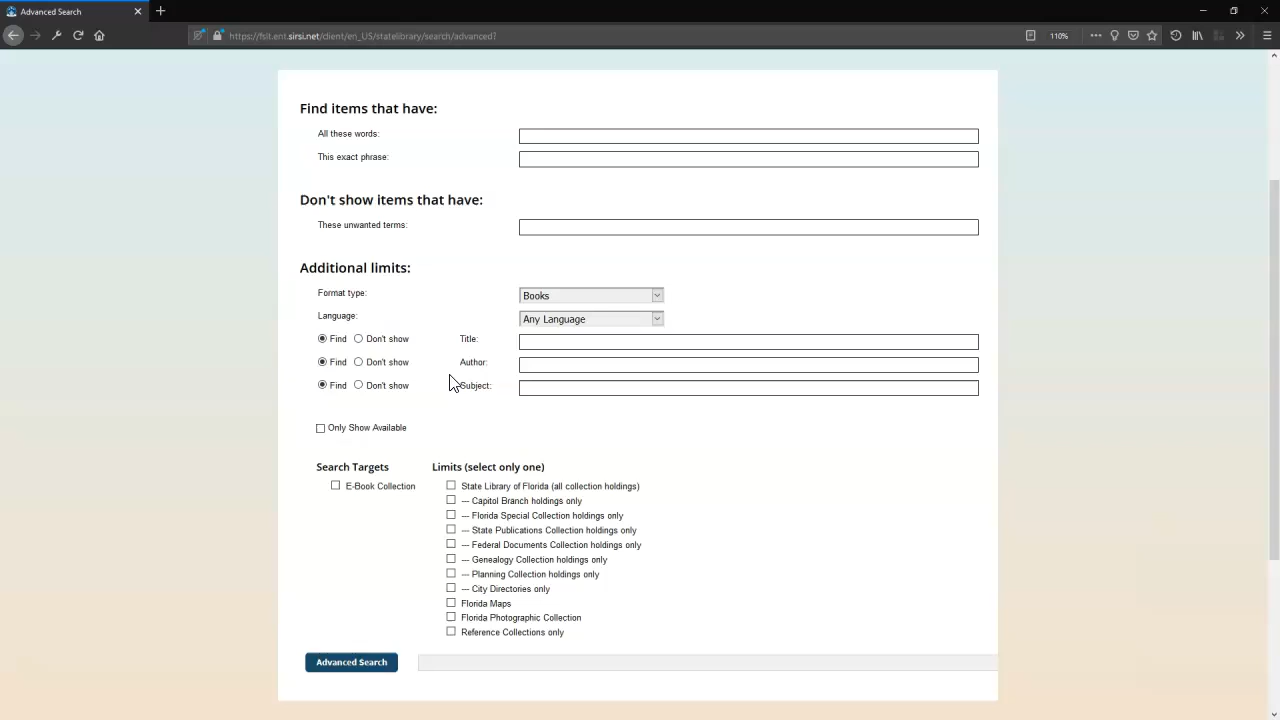 Advanced Search
https://fslt.ent.sirsi.net/client/en_US/statelibrary/search/advanced?
110%
Find items that have:
All these words:
This exact phrase:
Don't show items that have:
These unwanted terms:
Additional limits:
Format type: Books
Language: Any Language
Find Don't show Title:
Find Don't show Author:
Find Don't show Subject:
Only Show Available
Search Targets Limits (select only one)
E-Book Collection State Library of Florida (all collection holdings)
--- Capitol Branch holdings only
--- Florida Special Collection holdings only
--- State Publications Collection holdings only
--- Federal Documents Collection holdings only
--- Genealogy Collection holdings only
--- Planning Collection holdings only
--- City Directories only
Florida Maps
Florida Photographic Collection
Reference Collections only
Advanced Search